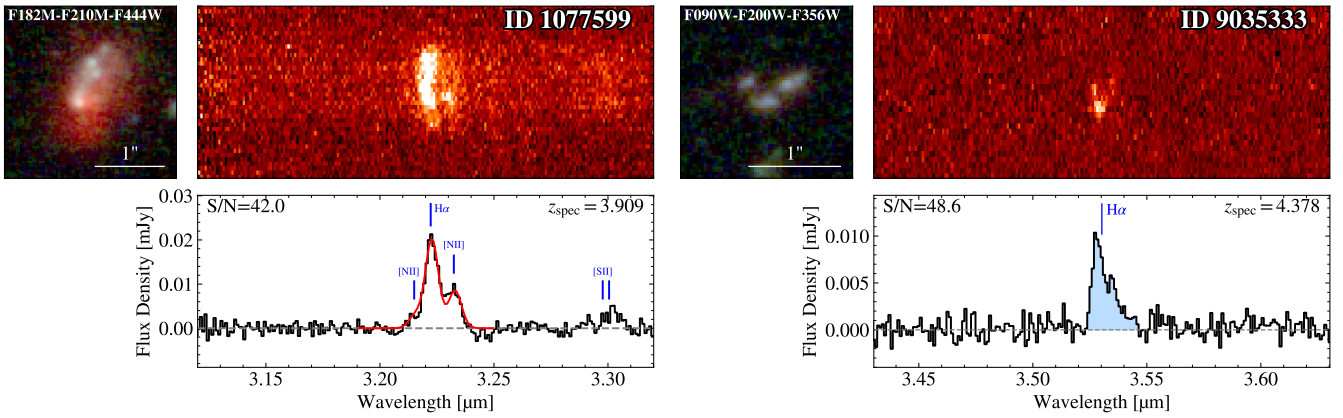 F182M-F210M-F444W
1"
ID 1077599
S/N=42.0
z_spec = 3.909
Hα
[NII]
[NII]
[SII]
Flux Density [mJy]
0.03
0.02
0.01
0.00
3.15 3.20 3.25 3.30
Wavelength [μm]
F090W-F200W-F356W
1"
ID 9035333
S/N=48.6
z_spec = 4.378
Hα
Flux Density [mJy]
0.010
0.005
0.000
3.45 3.50 3.55 3.60
Wavelength [μm]